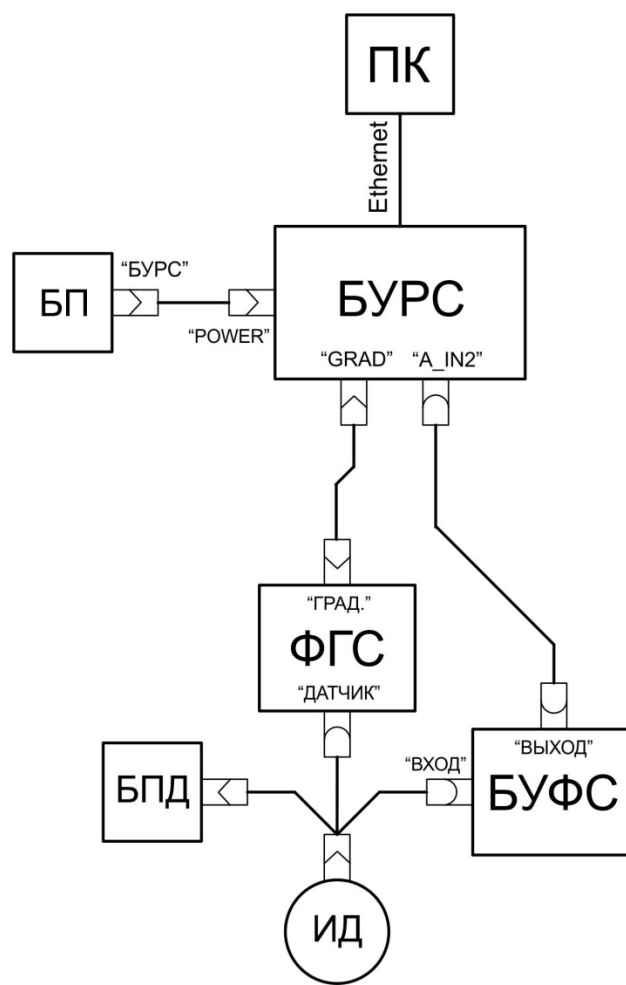 ПК
Ethernet
“БУРС”
БП
“POWER”
БУРС
“GRAD” “A_IN2”
“ГРАД.”
ФГС
“ДАТЧИК”
БПД
“ВХОД”
“ВЫХОД”
БУФС
ИД